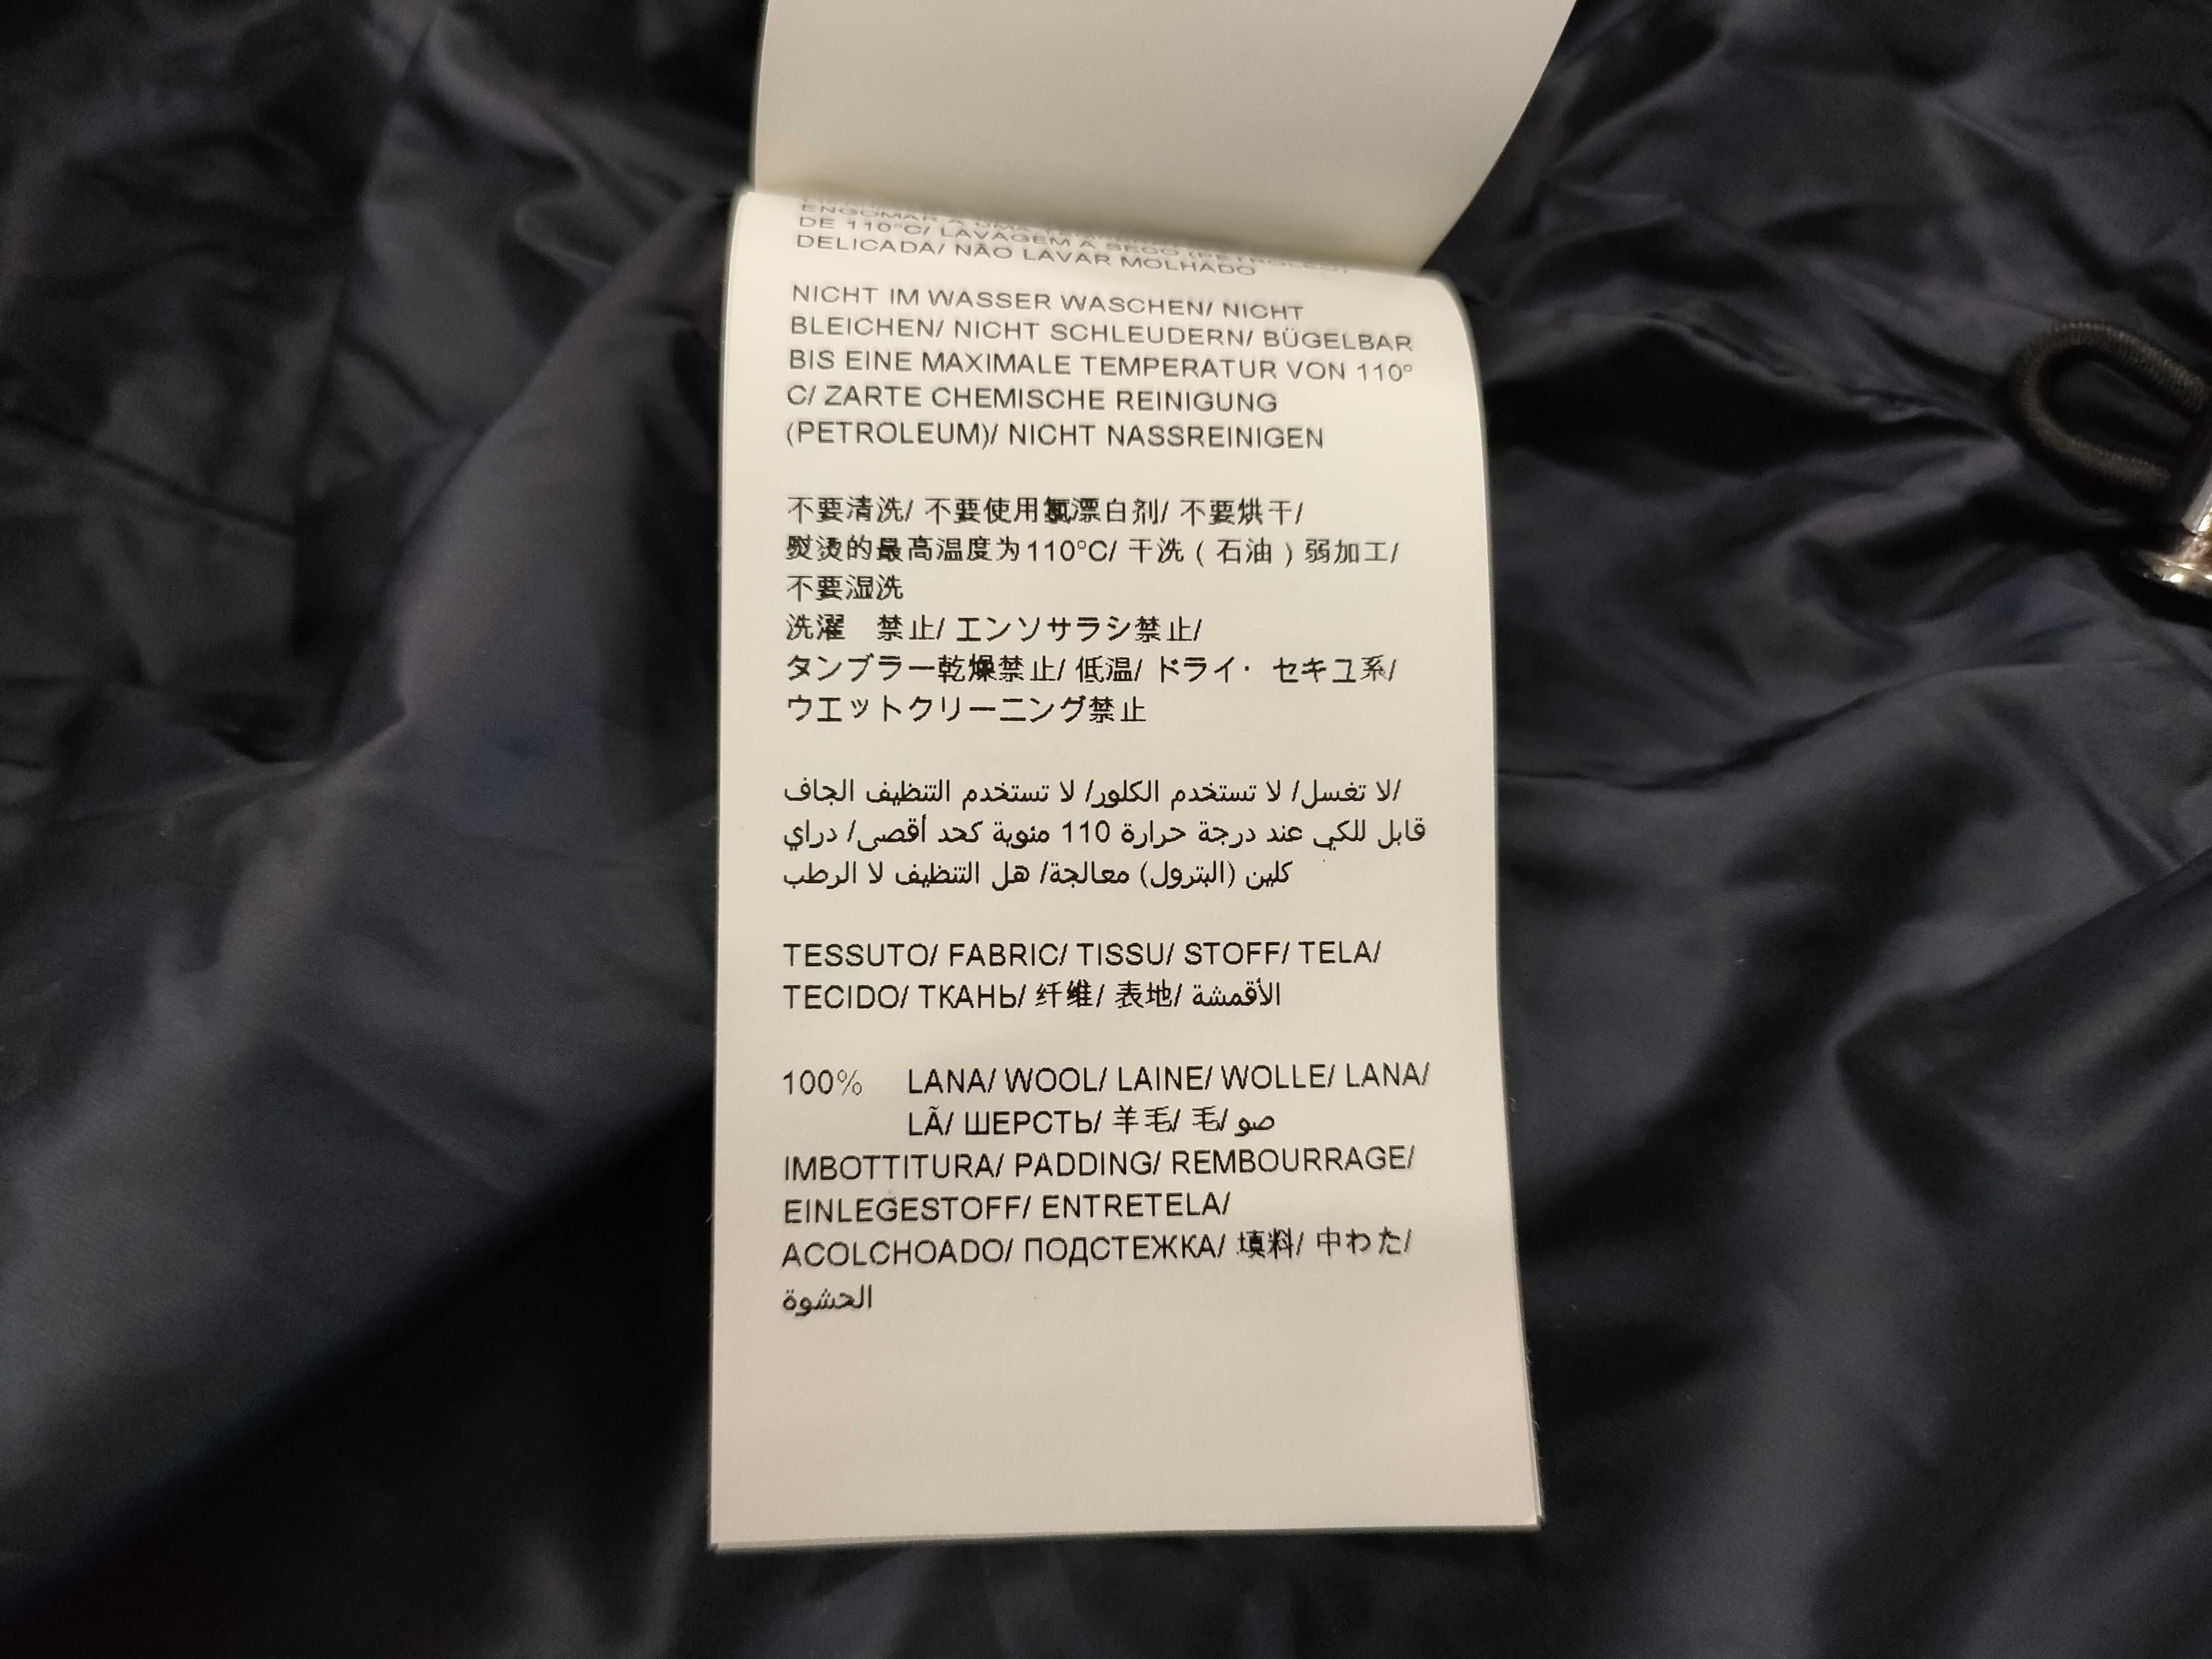 ENGOMAR A UMA
DE 110°C/ LAVAGEM A SECO (PETRÓLEO)
DELICADA/ NÃO LAVAR MOLHADO
NICHT IM WASSER WASCHEN/ NICHT
BLEICHEN/ NICHT SCHLEUDERN/ BÜGELBAR
BIS EINE MAXIMALE TEMPERATUR VON 110°
C/ ZARTE CHEMISCHE REINIGUNG
(PETROLEUM)/ NICHT NASSREINIGEN
不要清洗/ 不要使用氯漂白剂/ 不要烘干/
熨烫的最高温度为110°C/ 干洗 ( 石油 ) 弱加工/
不要湿洗
洗濯　禁止/ エンソサラシ禁止/
タンブラー乾燥禁止/ 低温/ ドライ・ セキユ系/
ウエットクリーニング禁止
/لا تغسل/ لا تستخدم الكلور/ لا تستخدم التنظيف الجاف
قابل للكي عند درجة حرارة 110 مئوية كحد أقصى/ دراي
كلين (البترول) معالجة/ هل التنظيف لا الرطب
TESSUTO/ FABRIC/ TISSU/ STOFF/ TELA/
TECIDO/ ТКАНЬ/ 纤维/ 表地/ الأقمشة
100% LANA/ WOOL/ LAINE/ WOLLE/ LANA/
LÃ/ ШЕРСТЬ/ 羊毛/ 毛/ صو
IMBOTTITURA/ PADDING/ REMBOURRAGE/
EINLEGESTOFF/ ENTRETELA/
ACOLCHOADO/ ПОДСТЕЖКА/ 填料/ 中わた/
الحشوة